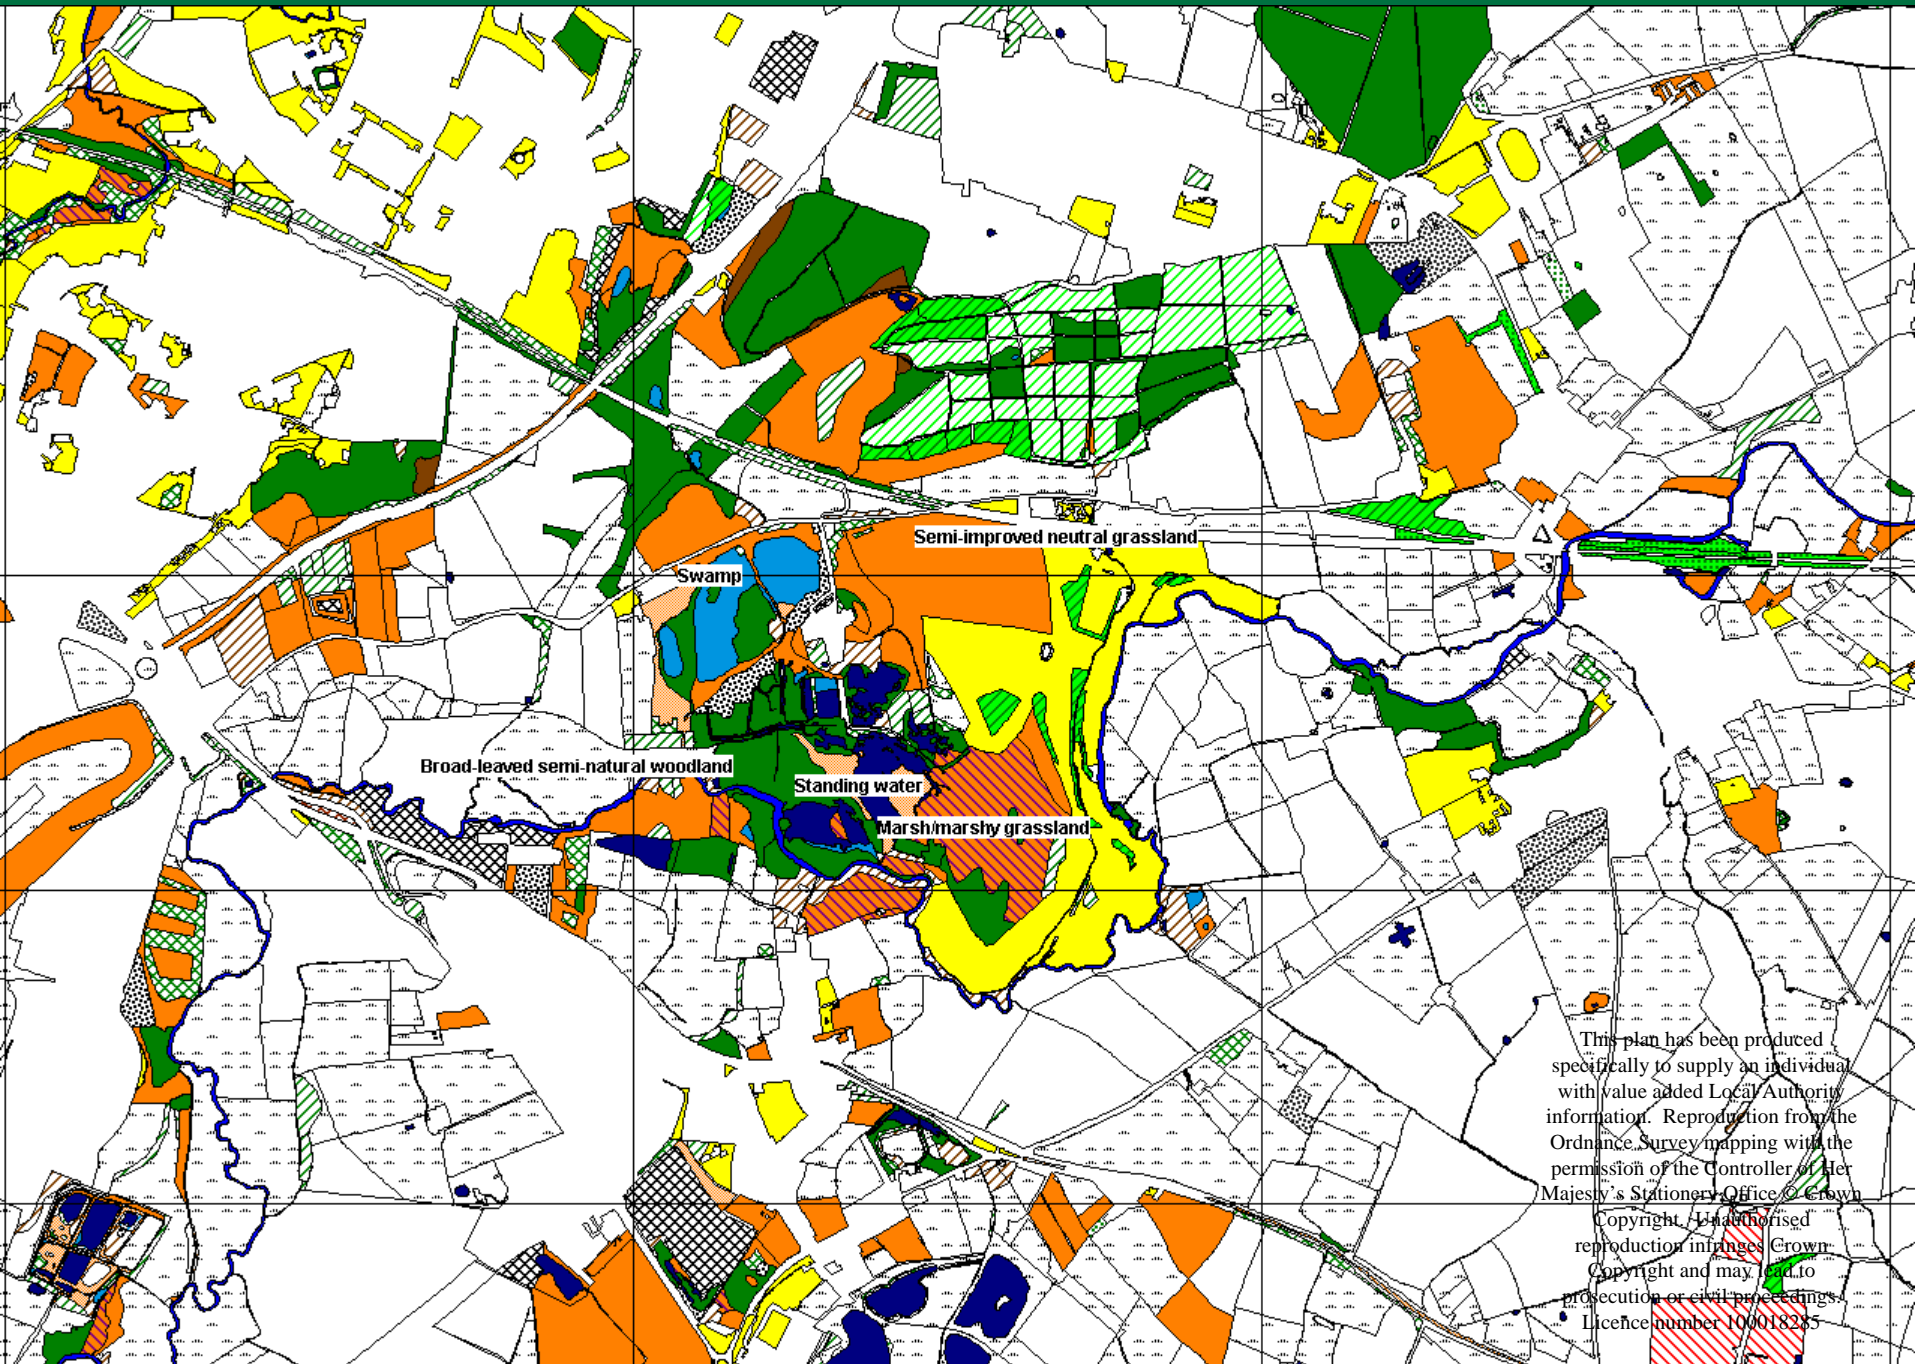 Semi-improved neutral grassland
Swamp
Broad-leaved semi-natural woodland
Standing water
Marsh/marshy grassland
This plan has been produced
specifically to supply an individual
with value added Local Authority
information. Reproduction from the
Ordnance Survey mapping with the
permission of the Controller of Her
Majesty's Stationery Office © Crown
Copyright. Unauthorised
reproduction infringes Crown
Copyright and may lead to
prosecution or civil proceedings.
Licence number 100018285